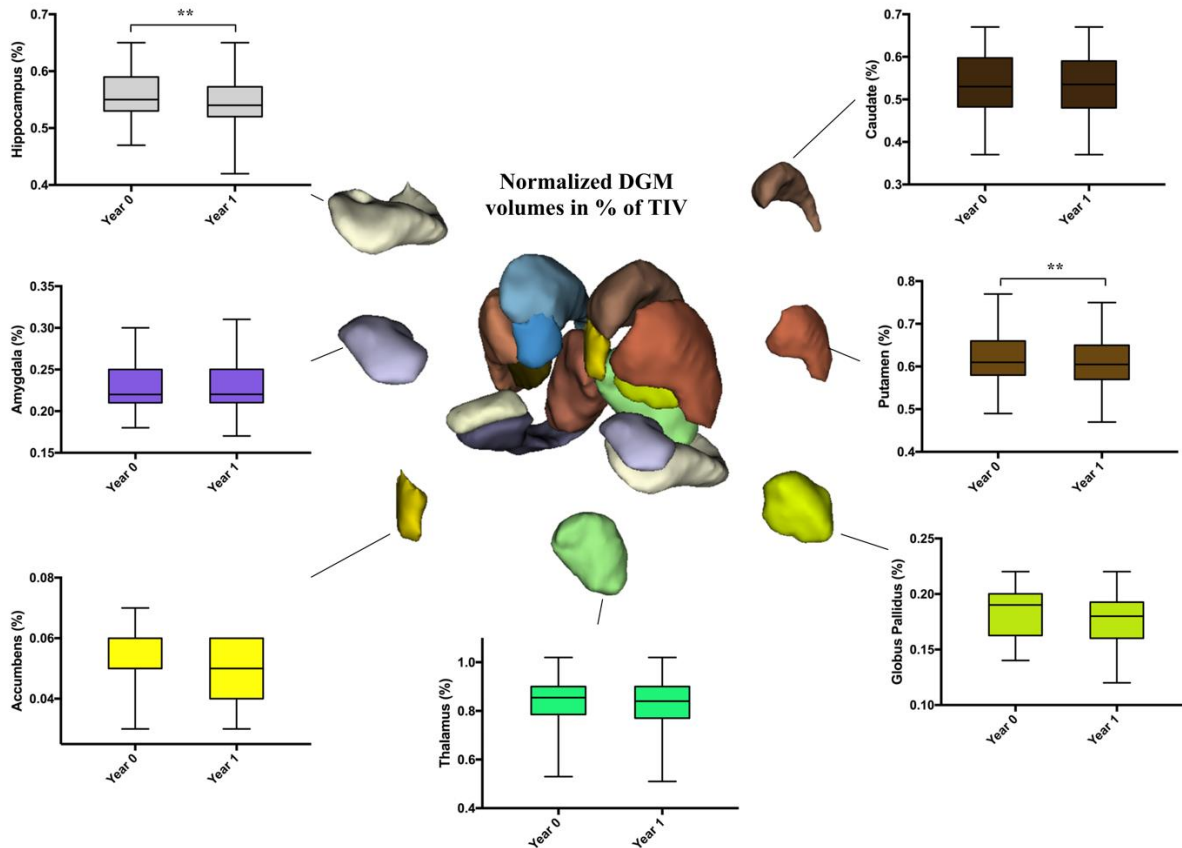 **
0.7
0.6
0.5
0.4
Hippocampus (%)
Year 0
Year 1
Normalized DGM
volumes in % of TIV
0.7
0.6
0.5
0.4
0.3
Caudate (%)
Year 0
Year 1
0.35
0.30
0.25
0.20
0.15
Amygdala (%)
Year 0
Year 1
**
0.8
0.7
0.6
0.5
0.4
Putamen (%)
Year 0
Year 1
0.08
0.06
0.04
Accumbens (%)
Year 0
Year 1
1.0
0.8
0.6
0.4
Thalamus (%)
Year 0
Year 1
0.25
0.20
0.15
0.10
Globus Pallidus (%)
Year 0
Year 1